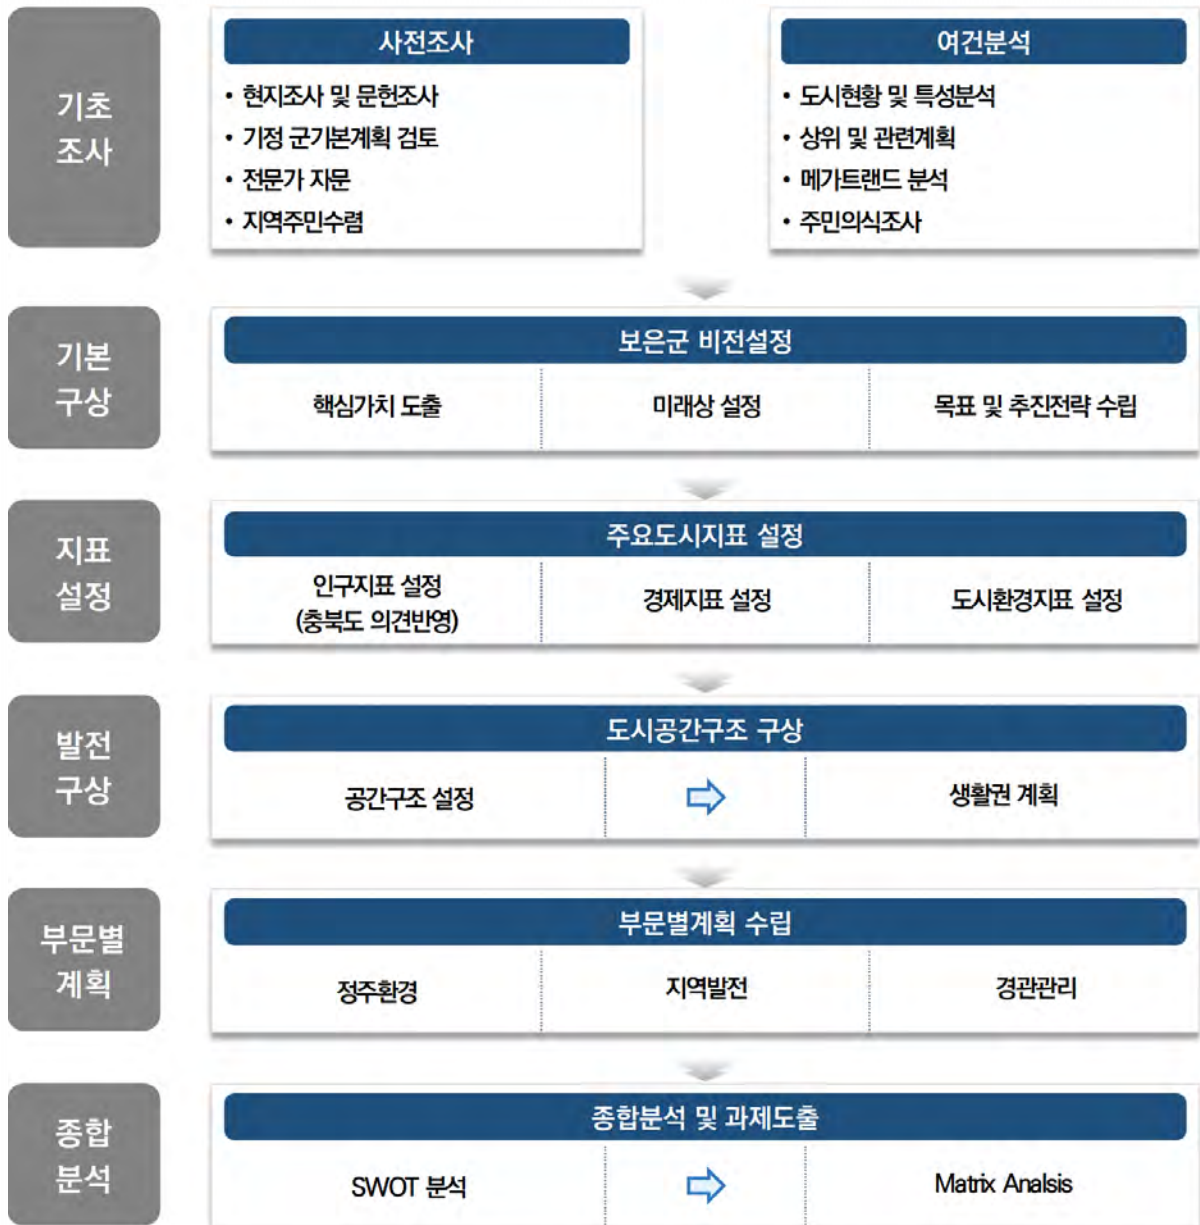 기초
조사
사전조사
• 현지조사 및 문헌조사
• 기정 군기본계획 검토
• 전문가 자문
• 지역주민수렴
여건분석
• 도시현황 및 특성분석
• 상위 및 관련계획
• 메가트랜드 분석
• 주민의식조사
기본
구상
보은군 비전설정
핵심가치 도출
미래상 설정
목표 및 추진전략 수립
지표
설정
주요도시지표 설정
인구지표 설정
(충북도 의견반영)
경제지표 설정
도시환경지표 설정
발전
구상
도시공간구조 구상
공간구조 설정
생활권 계획
부문별
계획
부문별계획 수립
정주환경
지역발전
경관관리
종합
분석
종합분석 및 과제도출
SWOT 분석
Matrix Analsis